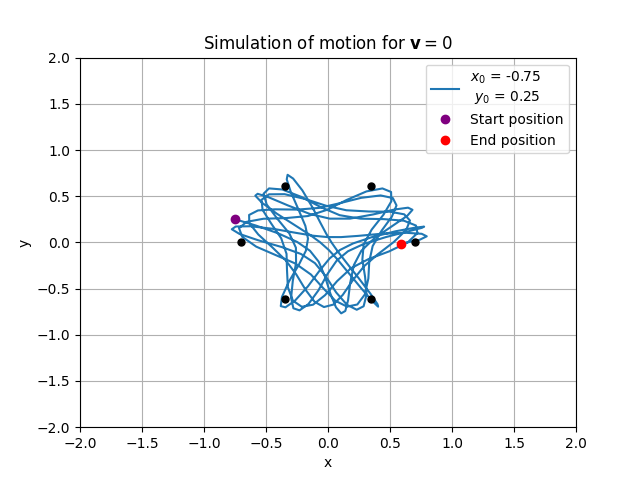 Simulation of motion for v = 0
x₀ = -0.75
y₀ = 0.25
Start position
End position
2.0
1.5
1.0
0.5
0.0
−0.5
−1.0
−1.5
−2.0
y
−2.0 −1.5 −1.0 −0.5 0.0 0.5 1.0 1.5 2.0
x